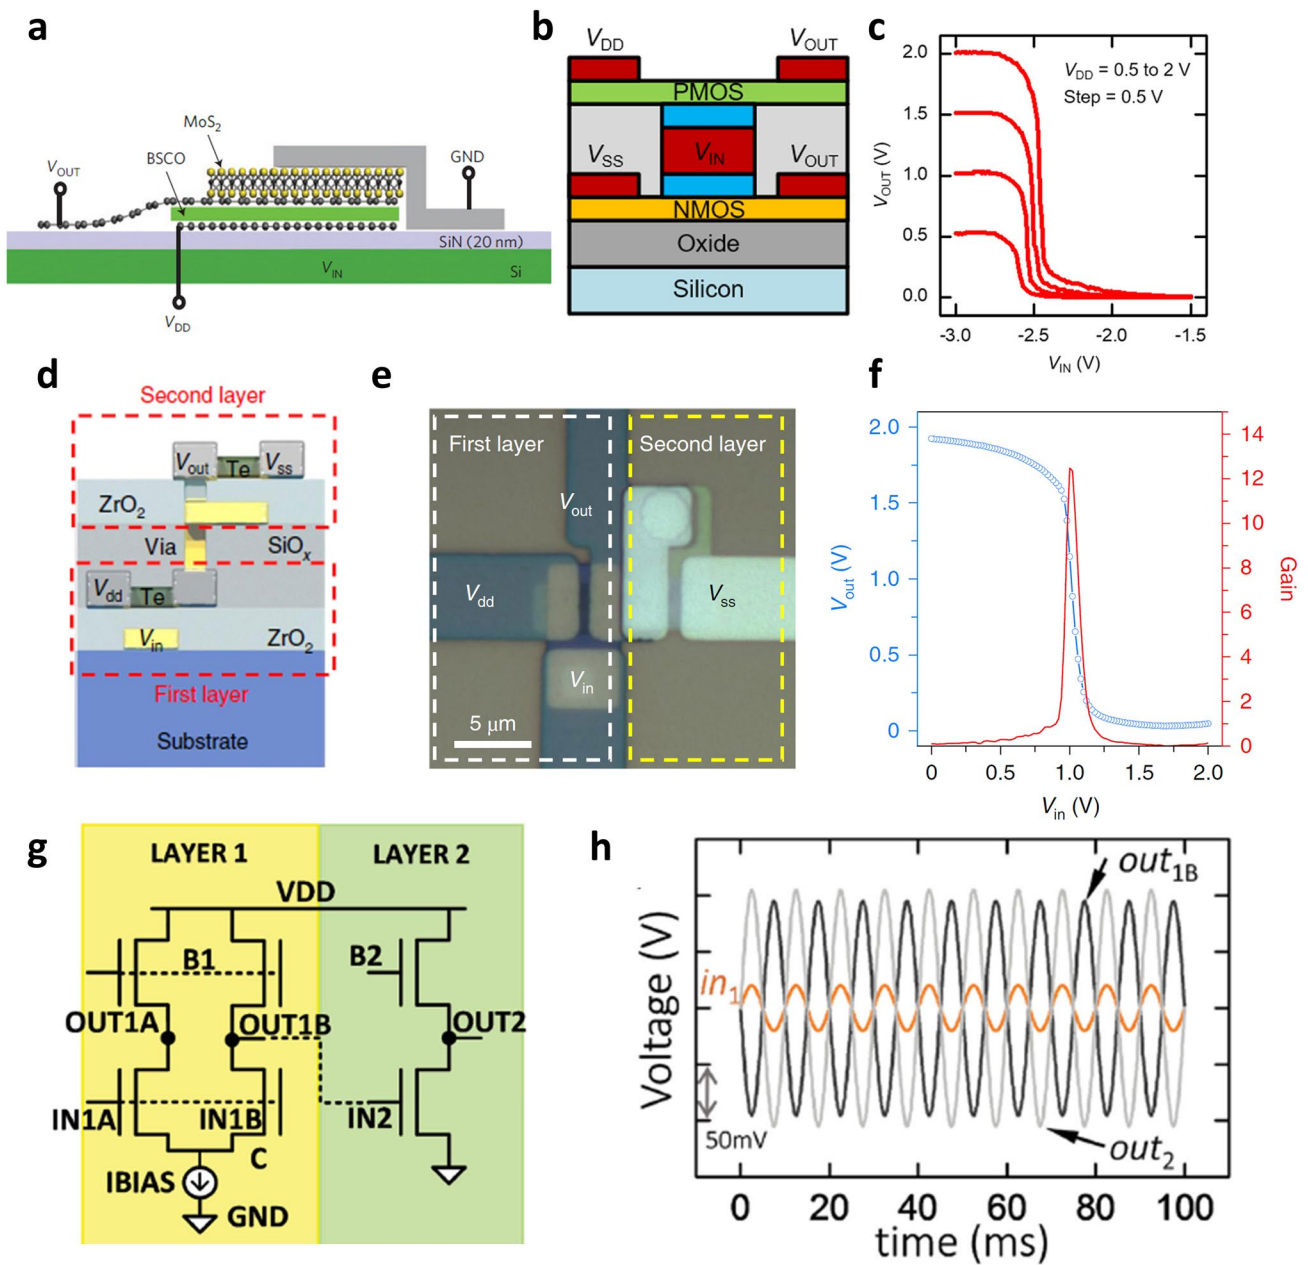 a
MoS2
BSCO
VOUT
GND
SiN (20 nm)
VIN
Si
VDD
b
VDD
VOUT
PMOS
VSS
VIN
VOUT
NMOS
Oxide
Silicon
c
VDD = 0.5 to 2 V
Step = 0.5 V
VOUT (V)
2.0
1.5
1.0
0.5
0.0
-3.0 -2.5 -2.0 -1.5
VIN (V)
d
Second layer
Vout Te Vss
ZrO2
Via SiOx
Vdd Te
Vin ZrO2
First layer
Substrate
e
First layer Second layer
Vout
Vdd Vss
Vin
5 µm
f
Vout (V)
2.0
1.5
1.0
0.5
0
14
12
10
8
6
4
2
0
Gain
0 0.5 1.0 1.5 2.0
Vin (V)
g
LAYER 1 LAYER 2
VDD
B1 B2
OUT1A OUT1B OUT2
IN1A IN1B IN2
C
IBIAS
GND
h
out1B
in1
Voltage (V)
50mV
out2
0 20 40 60 80 100
time (ms)